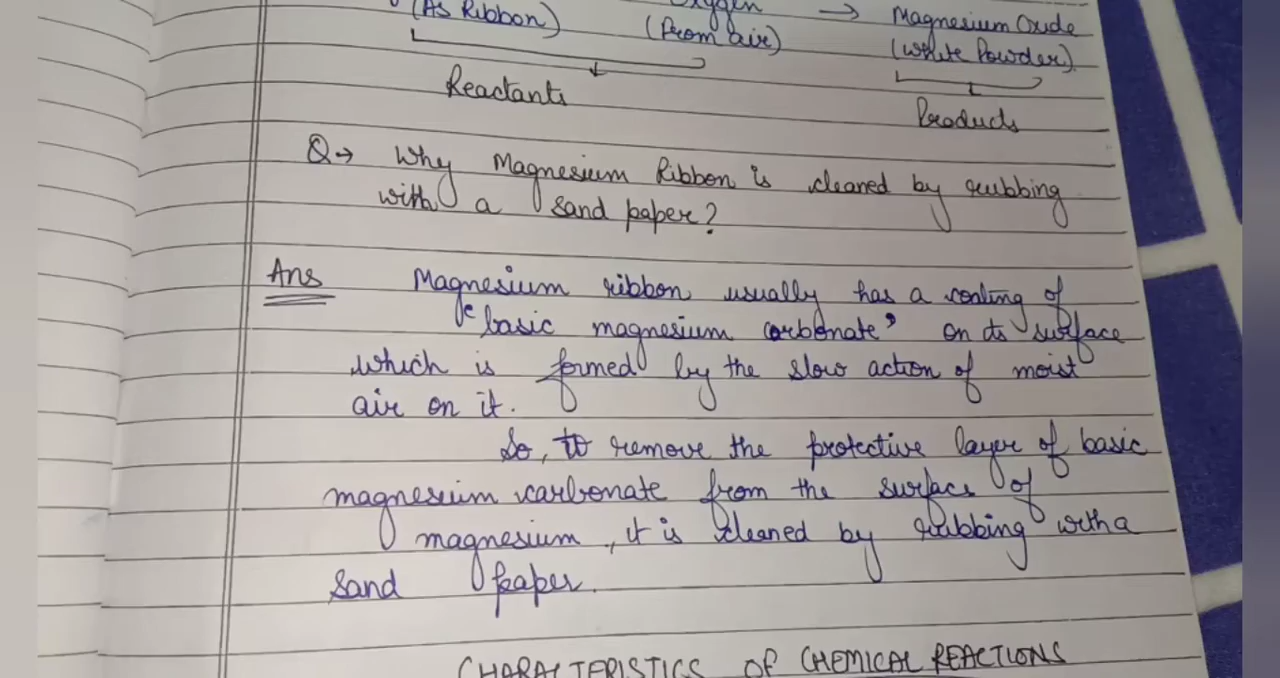 (As Ribbon) Oxygen → Magnesium Oxide
(From air) (White Powder)
Reactants
Products
Q→ Why Magnesium Ribbon is cleaned by rubbing
with a sand paper?
Ans Magnesium ribbon usually has a coating of
"basic magnesium carbonate" on its surface
which is formed by the slow action of moist
air on it.
So, to remove the protective layer of basic
magnesium carbonate from the surface of
magnesium, it is cleaned by rubbing with a
sand paper.
CHARACTERISTICS OF CHEMICAL REACTIONS